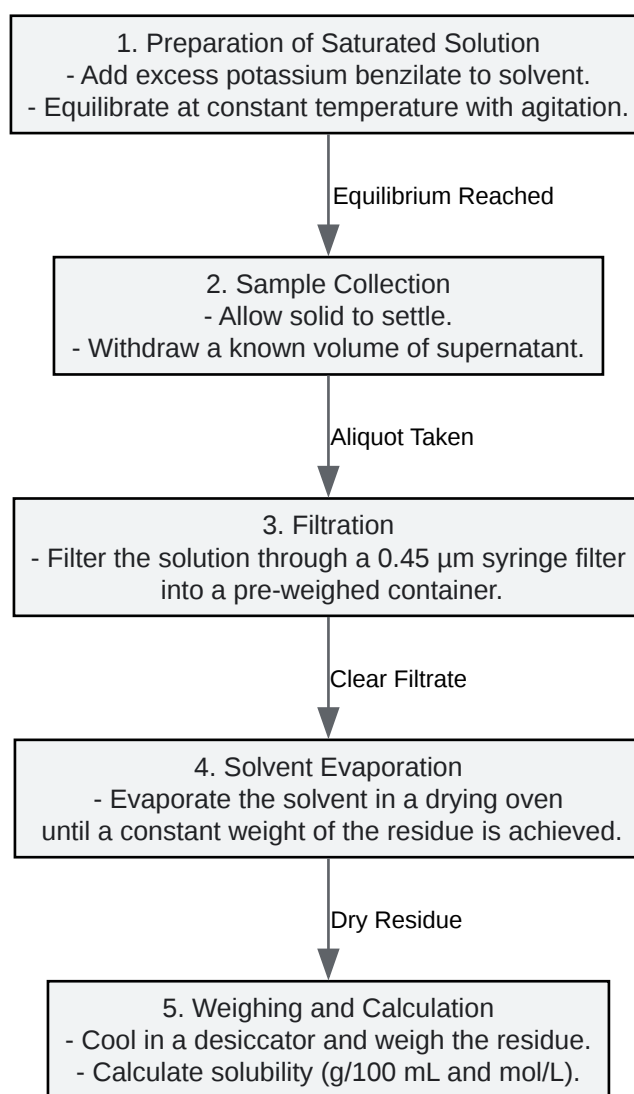 1. Preparation of Saturated Solution
- Add excess potassium benzilate to solvent.
- Equilibrate at constant temperature with agitation.
Equilibrium Reached
2. Sample Collection
- Allow solid to settle.
- Withdraw a known volume of supernatant.
Aliquot Taken
3. Filtration
- Filter the solution through a 0.45 µm syringe filter
into a pre-weighed container.
Clear Filtrate
4. Solvent Evaporation
- Evaporate the solvent in a drying oven
until a constant weight of the residue is achieved.
Dry Residue
5. Weighing and Calculation
- Cool in a desiccator and weigh the residue.
- Calculate solubility (g/100 mL and mol/L).